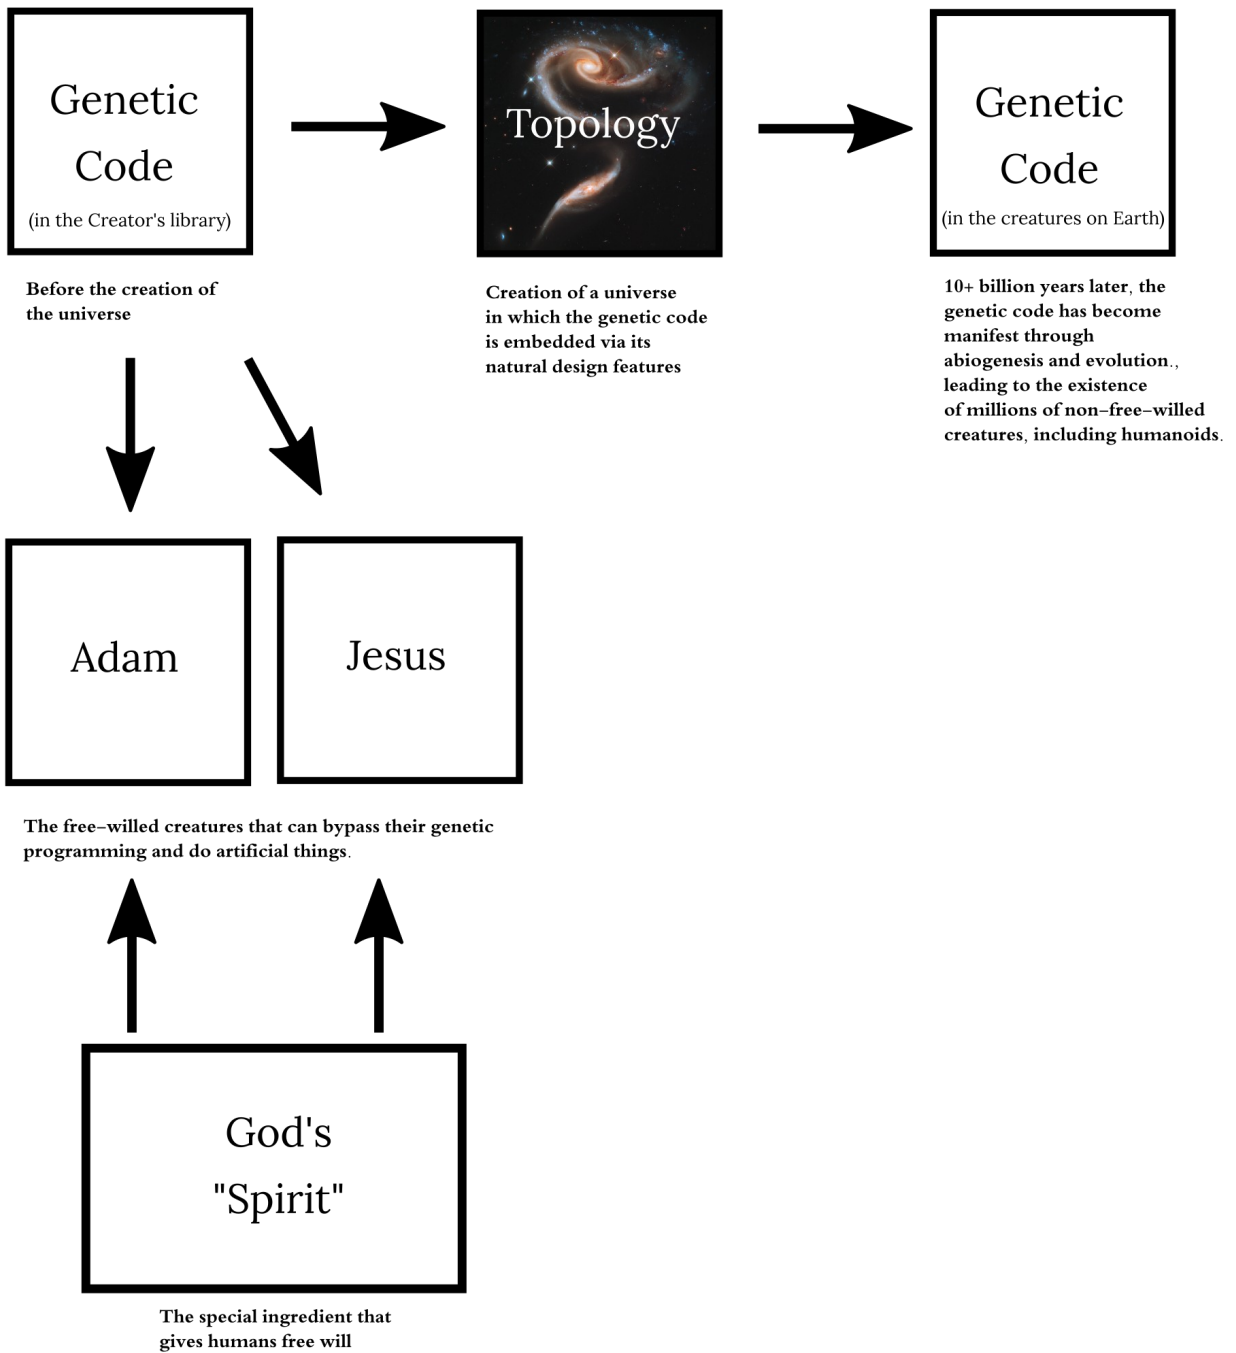 Genetic
Code
(in the Creator's library)
Before the creation of
the universe
Topology
Creation of a universe
in which the genetic code
is embedded via its
natural design features
Genetic
Code
(in the creatures on Earth)
10+ billion years later, the
genetic code has become
manifest through
abiogenesis and evolution.,
leading to the existence
of millions of non-free-willed
creatures, including humanoids.
Adam
Jesus
The free-willed creatures that can bypass their genetic
programming and do artificial things.
God's
"Spirit"
The special ingredient that
gives humans free will